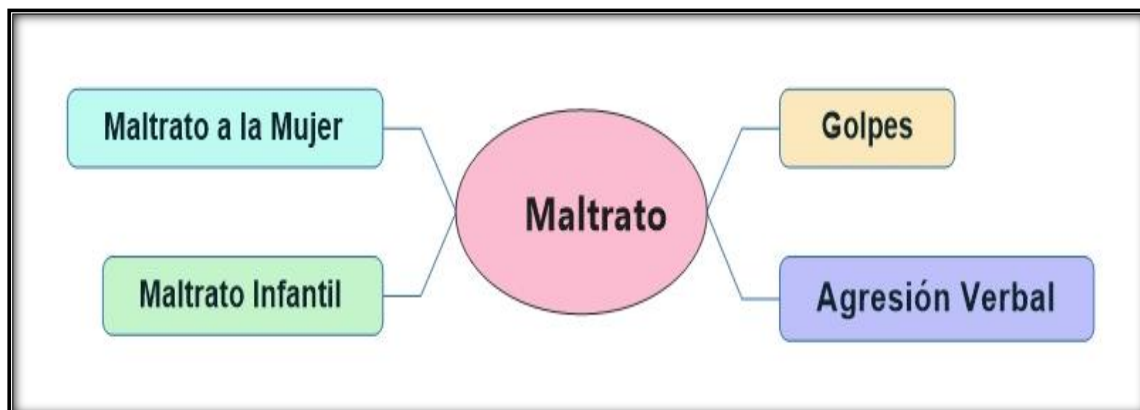 Maltrato a la Mujer
Golpes
Maltrato
Maltrato Infantil
Agresión Verbal